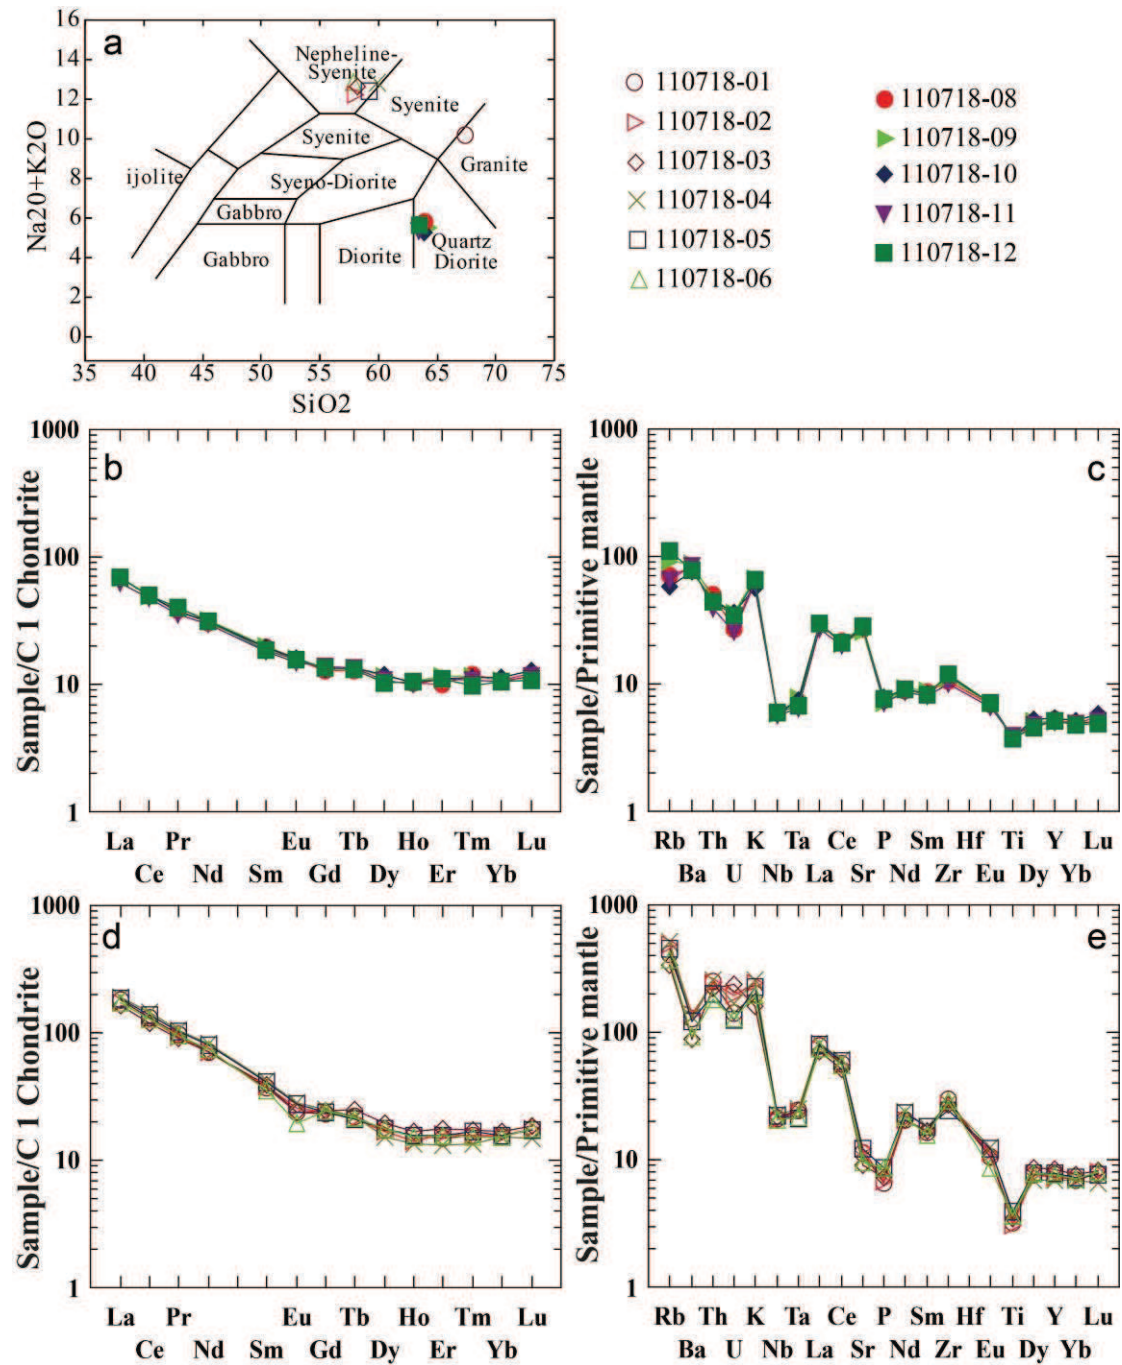 a
16
14
12
10
8
6
4
2
0
Na20+K2O
Nepheline-
Syenite
Syenite
Syenite
ijolite
Syeno-Diorite
Granite
Gabbro
Gabbro
Diorite
Quartz
Diorite
35 45 50 55 60 65 70 75
SiO2
110718-01
110718-02
110718-03
110718-04
110718-05
110718-06
110718-08
110718-09
110718-10
110718-11
110718-12
b
1000
100
10
1
Sample/C 1 Chondrite
La Pr Eu Tb Ho Tm Lu
Ce Nd Sm Gd Dy Er Yb
c
1000
100
10
1
Sample/Primitive mantle
Rb Th K Ta Ce P Sm Hf Ti Y Lu
Ba U Nb La Sr Nd Zr Eu Dy Yb
d
1000
100
10
1
Sample/C 1 Chondrite
La Pr Eu Tb Ho Tm Lu
Ce Nd Sm Gd Dy Er Yb
e
1000
100
10
1
Sample/Primitive mantle
Rb Th K Ta Ce P Sm Hf Ti Y Lu
Ba U Nb La Sr Nd Zr Eu Dy Yb